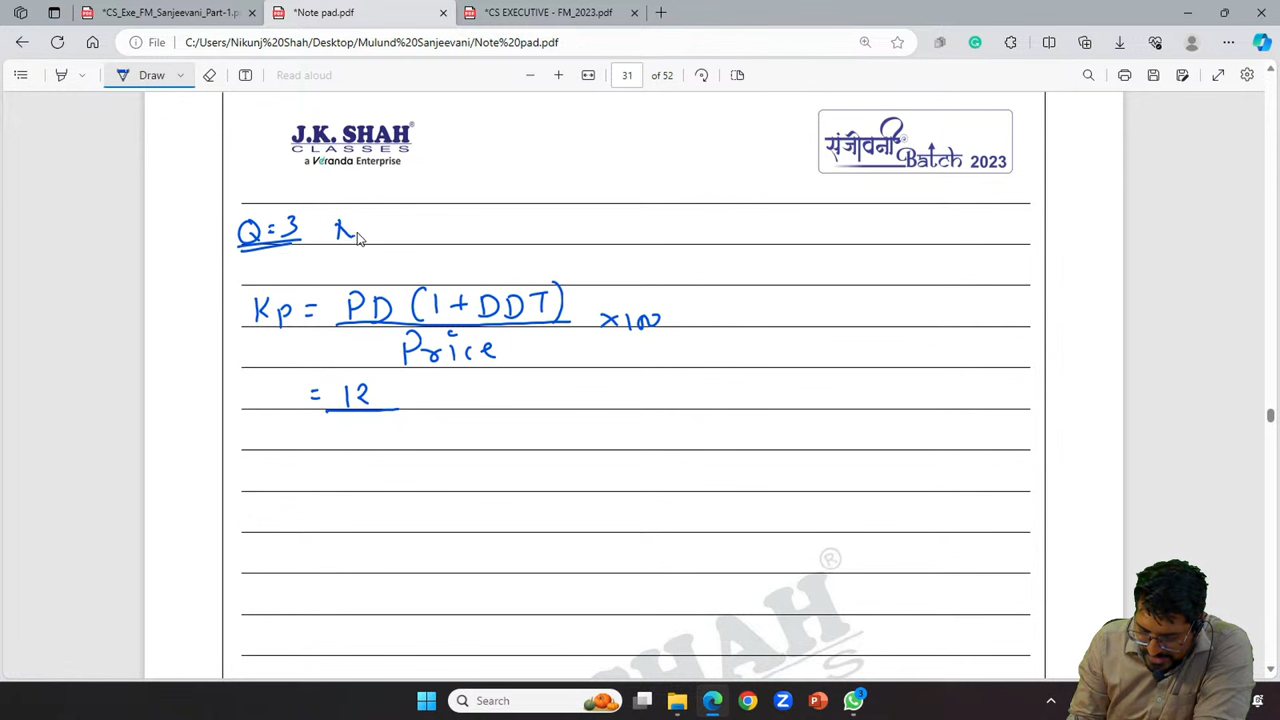 *CS_Exe_FM_Sanjeevani_Part-1.p
*Note pad.pdf
*CS EXECUTIVE - FM_2023.pdf
File
C:/Users/Nikunj%20Shah/Desktop/Mulund%20Sanjeevani/Note%20pad.pdf
Draw
Read aloud
31 of 52
J.K. SHAH®
CLASSES
a Veranda Enterprise
संजीवनी
Batch 2023
Q=3
Kp = PD (1+DDT) ×100
Price
= 12
SHAH®
S
Search
3